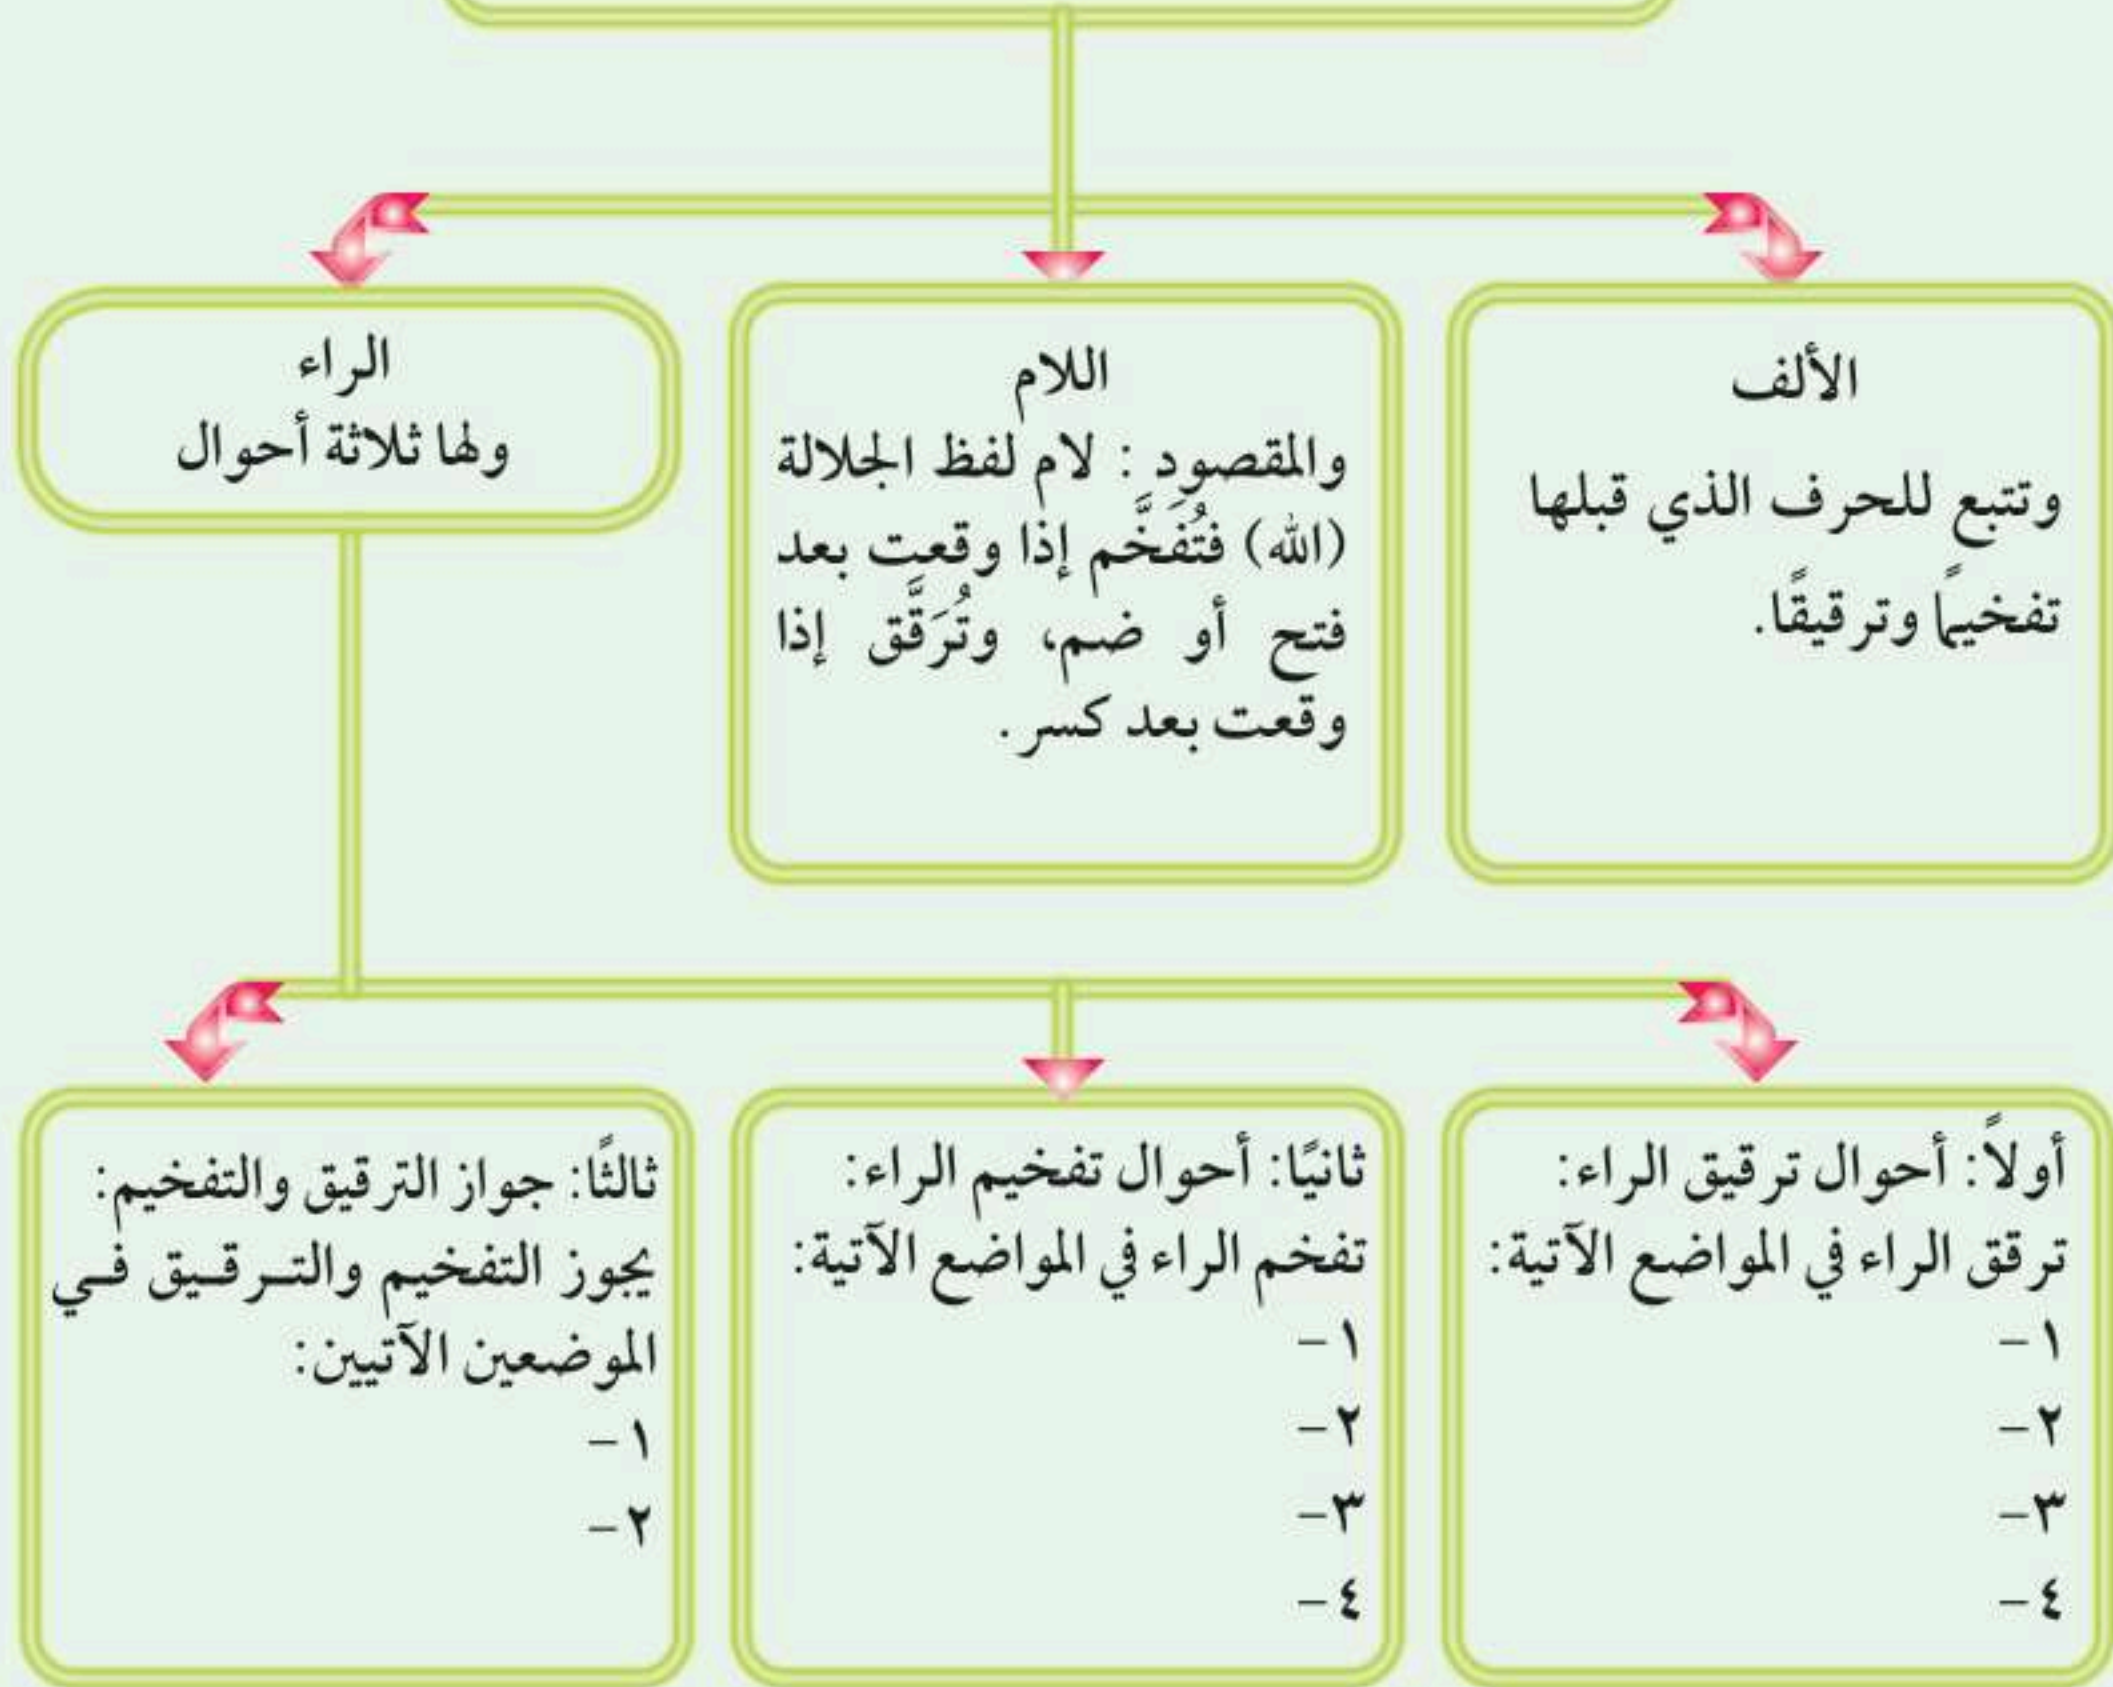 الألف
وتتبع للحرف الذي قبلها
تفخيماً وترقيقًا.
اللام
والمقصود : لام لفظ الجلالة
(الله) فَتُفَخَّم إذا وقعت بعد
فتح أو ضم، وتُرَقَّق إذا
وقعت بعد كسر .
الراء
ولها ثلاثة أحوال
أولاً: أحوال ترقيق الراء:
ترقق الراء في المواضع الآتية:
١-
٢-
٣-
٤-
ثانيًا: أحوال تفخيم الراء:
تفخم الراء في المواضع الآتية:
١-
٢-
٣-
٤-
ثالثًا: جواز الترقيق والتفخيم:
يجوز التفخيم والترقيق في
الموضعين الآتيين:
١-
٢-